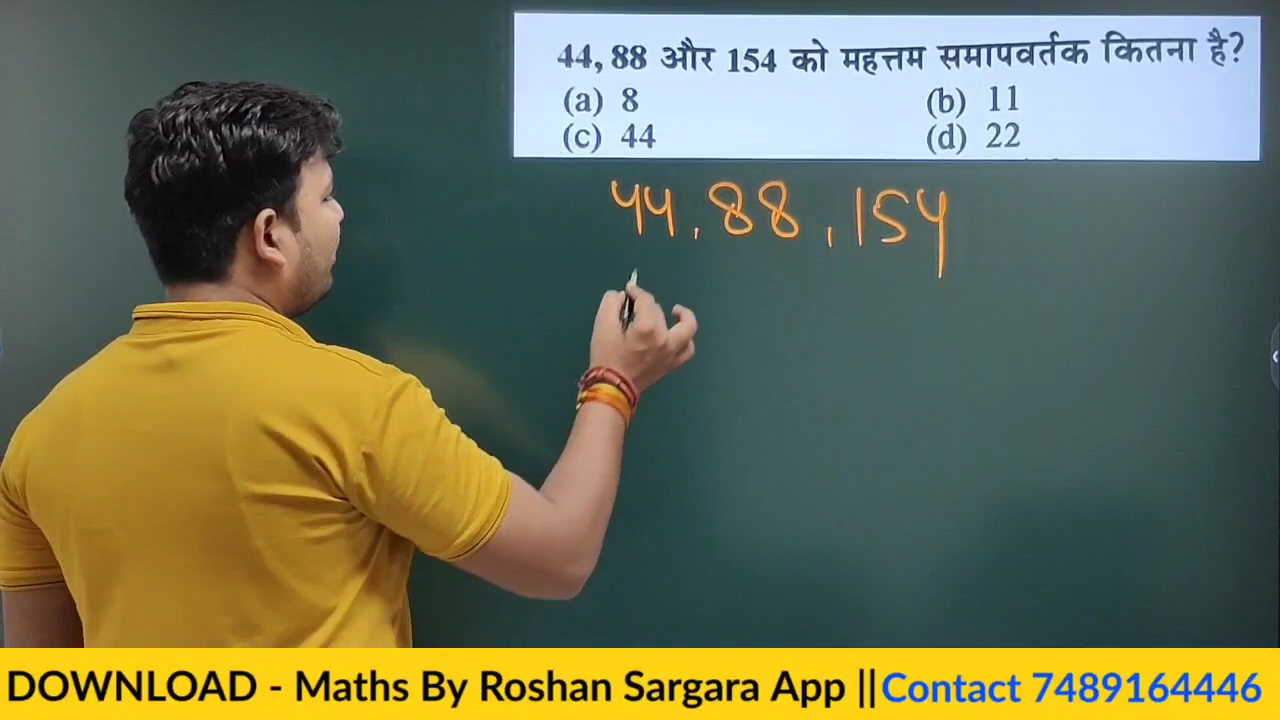 44, 88 और 154 को महत्तम समापवर्तक कितना है?
(a) 8 (b) 11
(c) 44 (d) 22
44, 88, 154
DOWNLOAD - Maths By Roshan Sargara App || Contact 7489164446